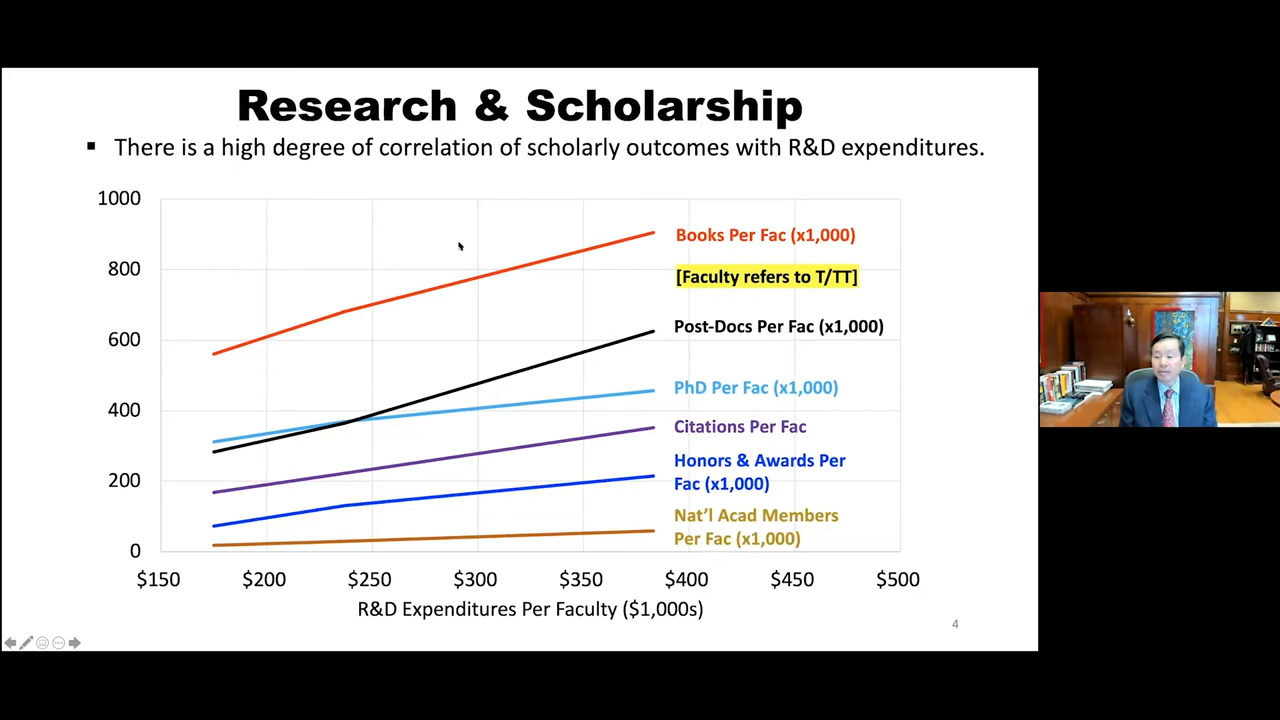 Research & Scholarship
▪ There is a high degree of correlation of scholarly outcomes with R&D expenditures.
1000
800
600
400
200
0
Books Per Fac (x1,000)
[Faculty refers to T/TT]
Post-Docs Per Fac (x1,000)
PhD Per Fac (x1,000)
Citations Per Fac
Honors & Awards Per
Fac (x1,000)
Nat’l Acad Members
Per Fac (x1,000)
$150 $200 $250 $300 $350 $400 $450 $500
R&D Expenditures Per Faculty ($1,000s)
4